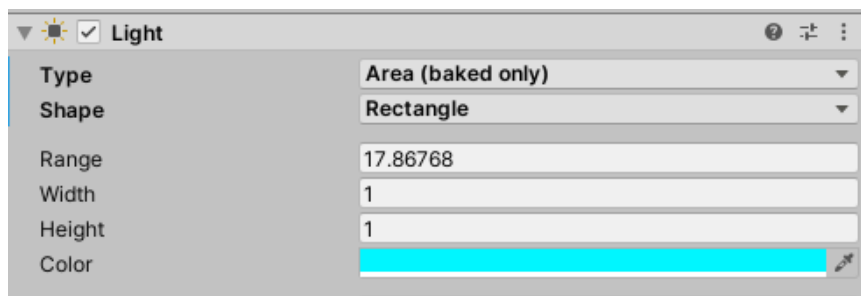 Light
Type Area (baked only)
Shape Rectangle
Range 17.86768
Width 1
Height 1
Color